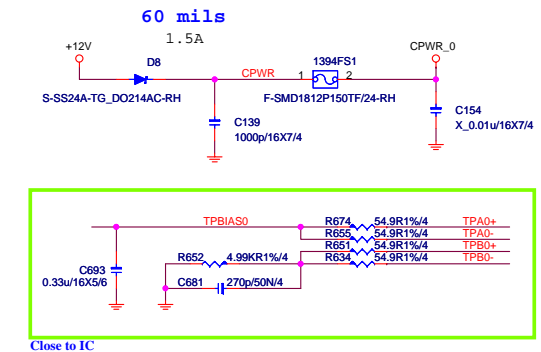 60 mils
1.5A
+12V
D8
S-SS24A-TG_DO214AC-RH
CPWR
1 1394FS1 2
F-SMD1812P150TF/24-RH
CPWR_0
C139
1000p/16X7/4
C154
X_0.01u/16X7/4
TPBIAS0
R674 54.9R1%/4 TPA0+
R655 54.9R1%/4 TPA0-
R651 54.9R1%/4 TPB0+
R634 54.9R1%/4 TPB0-
R652 4.99KR1%/4
C681 270p/50N/4
C693
0.33u/16X5/6
Close to IC